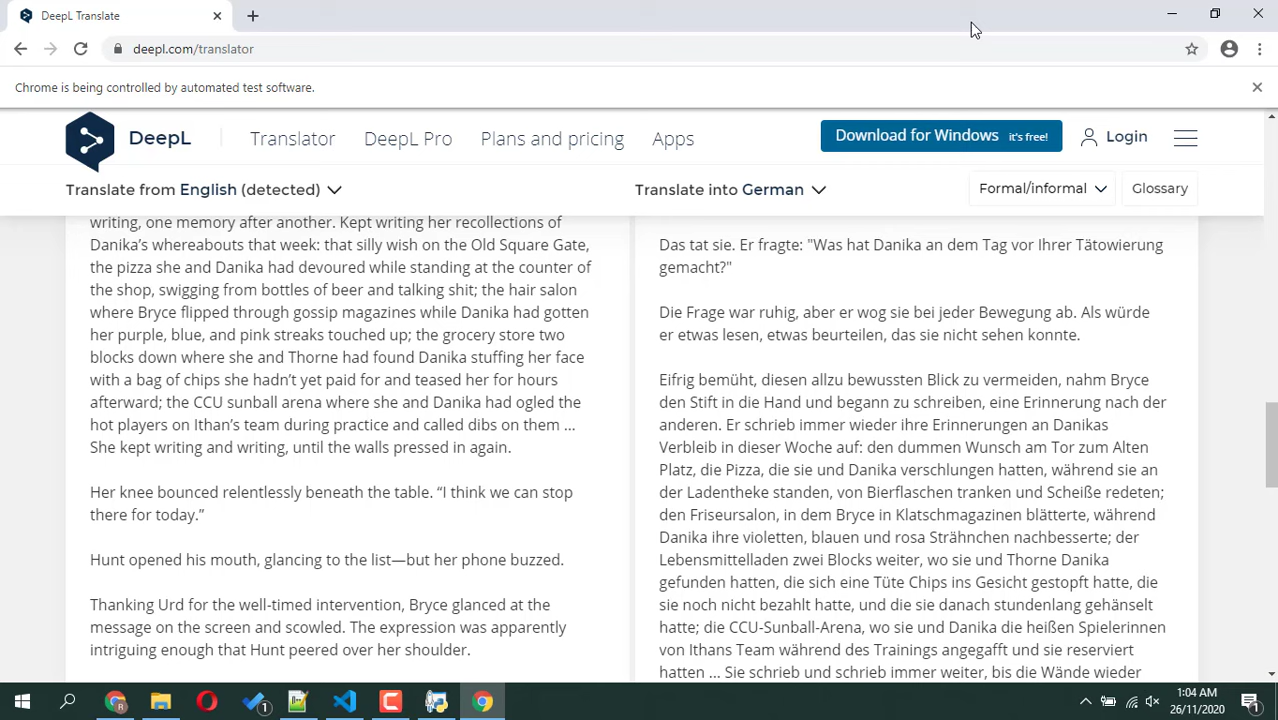 DeepL Translate
deepl.com/translator
Chrome is being controlled by automated test software.
DeepL
Translator
DeepL Pro
Plans and pricing
Apps
Download for Windows it's free!
Login
Translate from English (detected)
Translate into German
Formal/informal
Glossary
writing, one memory after another. Kept writing her recollections of
Danika’s whereabouts that week: that silly wish on the Old Square Gate,
the pizza she and Danika had devoured while standing at the counter of
the shop, swigging from bottles of beer and talking shit; the hair salon
where Bryce flipped through gossip magazines while Danika had gotten
her purple, blue, and pink streaks touched up; the grocery store two
blocks down where she and Thorne had found Danika stuffing her face
with a bag of chips she hadn’t yet paid for and teased her for hours
afterward; the CCU sunball arena where she and Danika had ogled the
hot players on Ithan’s team during practice and called dibs on them ...
She kept writing and writing, until the walls pressed in again.
Her knee bounced relentlessly beneath the table. “I think we can stop
there for today.”
Hunt opened his mouth, glancing to the list—but her phone buzzed.
Thanking Urd for the well-timed intervention, Bryce glanced at the
message on the screen and scowled. The expression was apparently
intriguing enough that Hunt peered over her shoulder.
Das tat sie. Er fragte: "Was hat Danika an dem Tag vor Ihrer Tätowierung
gemacht?"
Die Frage war ruhig, aber er wog sie bei jeder Bewegung ab. Als würde
er etwas lesen, etwas beurteilen, das sie nicht sehen konnte.
Eifrig bemüht, diesen allzu bewussten Blick zu vermeiden, nahm Bryce
den Stift in die Hand und begann zu schreiben, eine Erinnerung nach der
anderen. Er schrieb immer wieder ihre Erinnerungen an Danikas
Verbleib in dieser Woche auf: den dummen Wunsch am Tor zum Alten
Platz, die Pizza, die sie und Danika verschlungen hatten, während sie an
der Ladentheke standen, von Bierflaschen tranken und Scheiße redeten;
den Friseursalon, in dem Bryce in Klatschmagazinen blätterte, während
Danika ihre violetten, blauen und rosa Strähnchen nachbesserte; der
Lebensmittelladen zwei Blocks weiter, wo sie und Thorne Danika
gefunden hatten, die sich eine Tüte Chips ins Gesicht gestopft hatte, die
sie noch nicht bezahlt hatte, und die sie danach stundenlang gehänselt
hatte; die CCU-Sunball-Arena, wo sie und Danika die heißen Spielerinnen
von Ithans Team während des Trainings angegafft und sie reserviert
hatten ... Sie schrieb und schrieb immer weiter, bis die Wände wieder
1
R
1:04 AM
26/11/2020
1